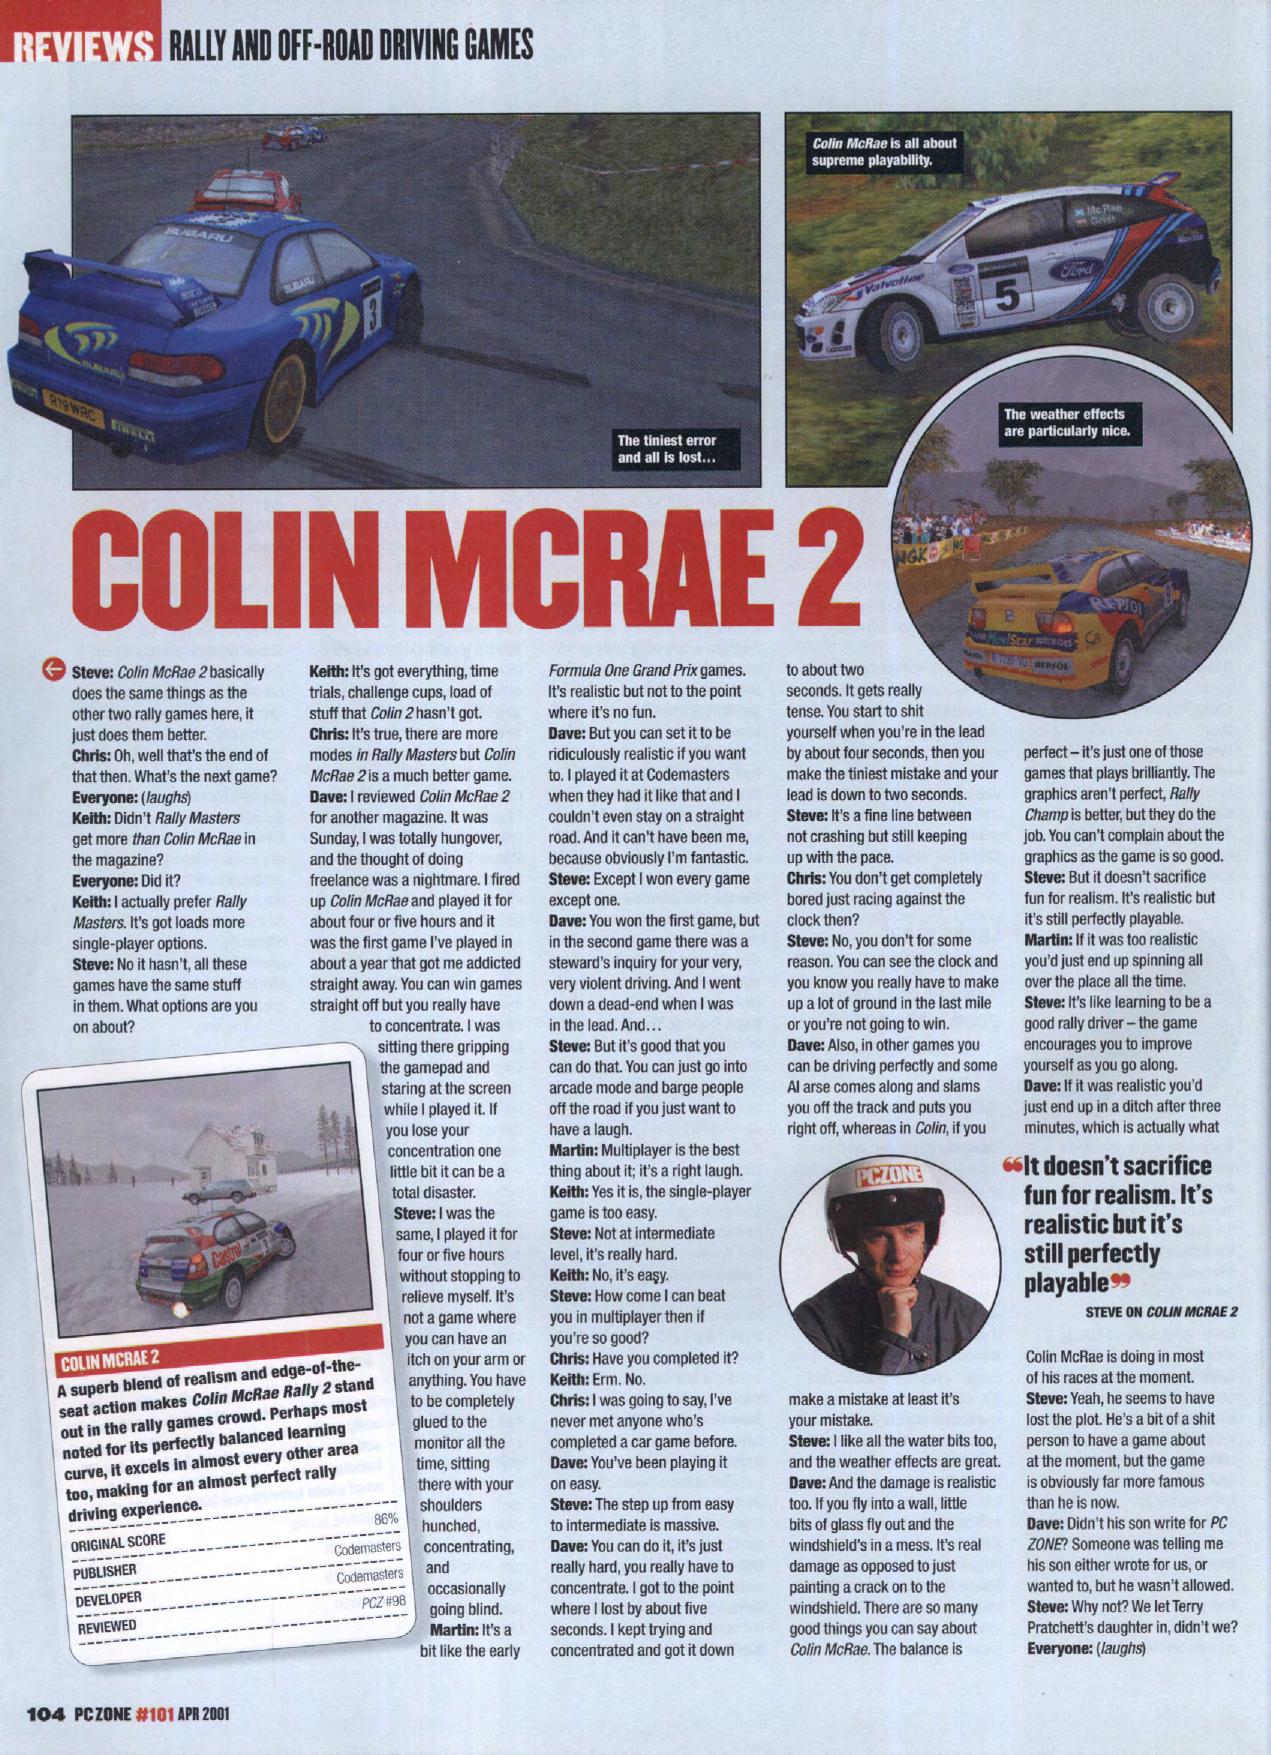 REVIEWS RALLY AND OFF-ROAD DRIVING GAMES
SUBARU
SUBARU
3
SUBARU
R19 WRC
PIRELLI
The tiniest error
and all is lost...
Colin McRae is all about
supreme playability.
McRae
Grist
Ford
Valvoline
5
The weather effects
are particularly nice.
NGK
REPSOL
MoviStar
REPSOL
COLIN MCRAE 2
Steve: Colin McRae 2 basically
does the same things as the
other two rally games here, it
just does them better.
Chris: Oh, well that's the end of
that then. What's the next game?
Everyone: (laughs)
Keith: Didn't Rally Masters
get more than Colin McRae in
the magazine?
Everyone: Did it?
Keith: I actually prefer Rally
Masters. It's got loads more
single-player options.
Steve: No it hasn't, all these
games have the same stuff
in them. What options are you
on about?
Keith: It's got everything, time
trials, challenge cups, load of
stuff that Colin 2 hasn't got.
Chris: It's true, there are more
modes in Rally Masters but Colin
McRae 2 is a much better game.
Dave: I reviewed Colin McRae 2
for another magazine. It was
Sunday, I was totally hungover,
and the thought of doing
freelance was a nightmare. I fired
up Colin McRae and played it for
about four or five hours and it
was the first game I've played in
about a year that got me addicted
straight away. You can win games
straight off but you really have
to concentrate. I was
sitting there gripping
the gamepad and
staring at the screen
while I played it. If
you lose your
concentration one
little bit it can be a
total disaster.
Steve: I was the
same, I played it for
four or five hours
without stopping to
relieve myself. It's
not a game where
you can have an
itch on your arm or
anything. You have
to be completely
glued to the
monitor all the
time, sitting
there with your
shoulders
hunched,
concentrating,
and
occasionally
going blind.
Martin: It's a
bit like the early
Formula One Grand Prix games.
It's realistic but not to the point
where it's no fun.
Dave: But you can set it to be
ridiculously realistic if you want
to. I played it at Codemasters
when they had it like that and I
couldn't even stay on a straight
road. And it can't have been me,
because obviously I'm fantastic.
Steve: Except I won every game
except one.
Dave: You won the first game, but
in the second game there was a
steward's inquiry for your very,
very violent driving. And I went
down a dead-end when I was
in the lead. And...
Steve: But it's good that you
can do that. You can just go into
arcade mode and barge people
off the road if you just want to
have a laugh.
Martin: Multiplayer is the best
thing about it; it's a right laugh.
Keith: Yes it is, the single-player
game is too easy.
Steve: Not at intermediate
level, it's really hard.
Keith: No, it's easy.
Steve: How come I can beat
you in multiplayer then if
you're so good?
Chris: Have you completed it?
Keith: Erm. No.
Chris: I was going to say, I've
never met anyone who's
completed a car game before.
Dave: You've been playing it
on easy.
Steve: The step up from easy
to intermediate is massive.
Dave: You can do it, it's just
really hard, you really have to
concentrate. I got to the point
where I lost by about five
seconds. I kept trying and
concentrated and got it down
to about two
seconds. It gets really
tense. You start to shit
yourself when you're in the lead
by about four seconds, then you
make the tiniest mistake and your
lead is down to two seconds.
Steve: It's a fine line between
not crashing but still keeping
up with the pace.
Chris: You don't get completely
bored just racing against the
clock then?
Steve: No, you don't for some
reason. You can see the clock and
you know you really have to make
up a lot of ground in the last mile
or you're not going to win.
Dave: Also, in other games you
can be driving perfectly and some
AI arse comes along and slams
you off the track and puts you
right off, whereas in Colin, if you
PCZONE
make a mistake at least it's
your mistake.
Steve: I like all the water bits too,
and the weather effects are great.
Dave: And the damage is realistic
too. If you fly into a wall, little
bits of glass fly out and the
windshield's in a mess. It's real
damage as opposed to just
painting a crack on to the
windshield. There are so many
good things you can say about
Colin McRae. The balance is
perfect – it's just one of those
games that plays brilliantly. The
graphics aren't perfect, Rally
Champ is better, but they do the
job. You can't complain about the
graphics as the game is so good.
Steve: But it doesn't sacrifice
fun for realism. It's realistic but
it's still perfectly playable.
Martin: If it was too realistic
you'd just end up spinning all
over the place all the time.
Steve: It's like learning to be a
good rally driver – the game
encourages you to improve
yourself as you go along.
Dave: If it was realistic you'd
just end up in a ditch after three
minutes, which is actually what
“It doesn't sacrifice
fun for realism. It's
realistic but it's
still perfectly
playable”
STEVE ON COLIN MCRAE 2
Colin McRae is doing in most
of his races at the moment.
Steve: Yeah, he seems to have
lost the plot. He's a bit of a shit
person to have a game about
at the moment, but the game
is obviously far more famous
than he is now.
Dave: Didn't his son write for PC
ZONE? Someone was telling me
his son either wrote for us, or
wanted to, but he wasn't allowed.
Steve: Why not? We let Terry
Pratchett's daughter in, didn't we?
Everyone: (laughs)
Castrol
COLIN MCRAE 2
A superb blend of realism and edge-of-the-
seat action makes Colin McRae Rally 2 stand
out in the rally games crowd. Perhaps most
noted for its perfectly balanced learning
curve, it excels in almost every other area
too, making for an almost perfect rally
driving experience.
ORIGINAL SCORE 86%
PUBLISHER Codemasters
DEVELOPER Codemasters
REVIEWED PCZ #98
104 PCZONE #101 APR 2001